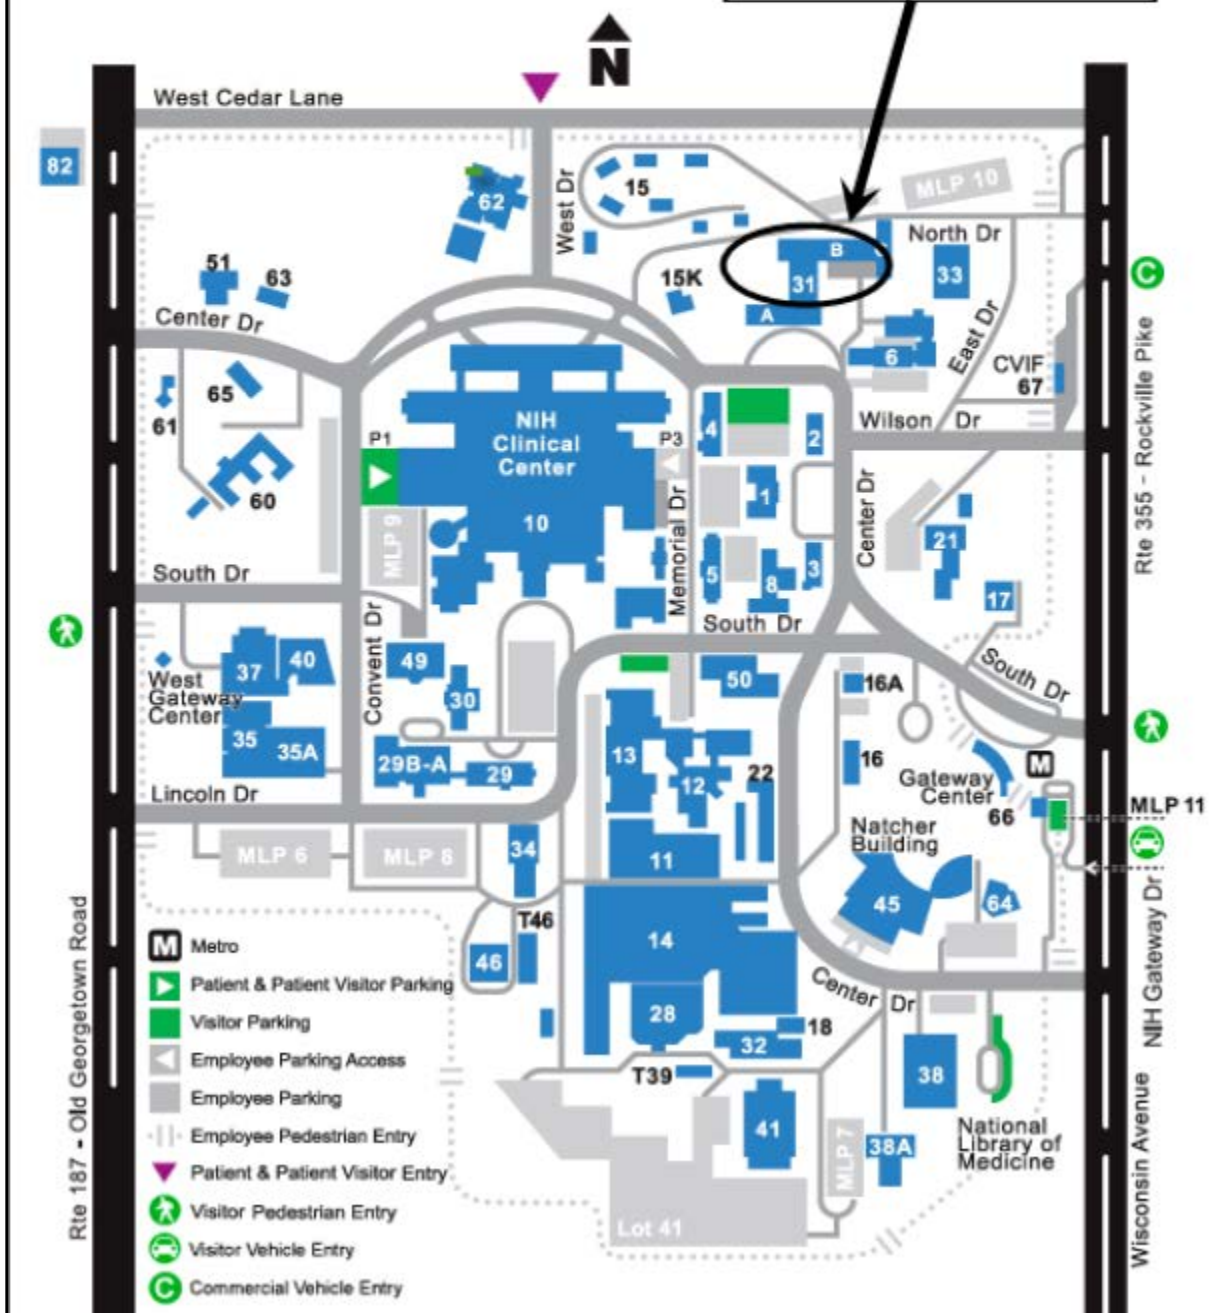 N
West Cedar Lane
82
62
West Dr
15
MLP 10
B
North Dr
31
33
C
51
63
15K
A
Center Dr
6
East Dr
CVIF
67
65
61
60
NIH
Clinical
Center
10
P1
P3
4
2
Wilson Dr
1
Memorial Dr
Center Dr
MLP 9
5
8
3
21
17
Rte 355 - Rockville Pike
South Dr
South Dr
South Dr
37
40
West
Gateway
Center
35
35A
Convent Dr
49
30
29B-A
29
50
16A
13
12
22
16
Gateway
Center
M
66
MLP 11
Lincoln Dr
MLP 6
MLP 8
34
11
Natcher
Building
45
64
T46
46
14
28
18
32
Center Dr
NIH Gateway Dr
T39
41
MLP 7
38
38A
National
Library of
Medicine
Lot 41
Rte 187 - Old Georgetown Road
Wisconsin Avenue
M Metro
Patient & Patient Visitor Parking
Visitor Parking
Employee Parking Access
Employee Parking
Employee Pedestrian Entry
Patient & Patient Visitor Entry
Visitor Pedestrian Entry
Visitor Vehicle Entry
C Commercial Vehicle Entry